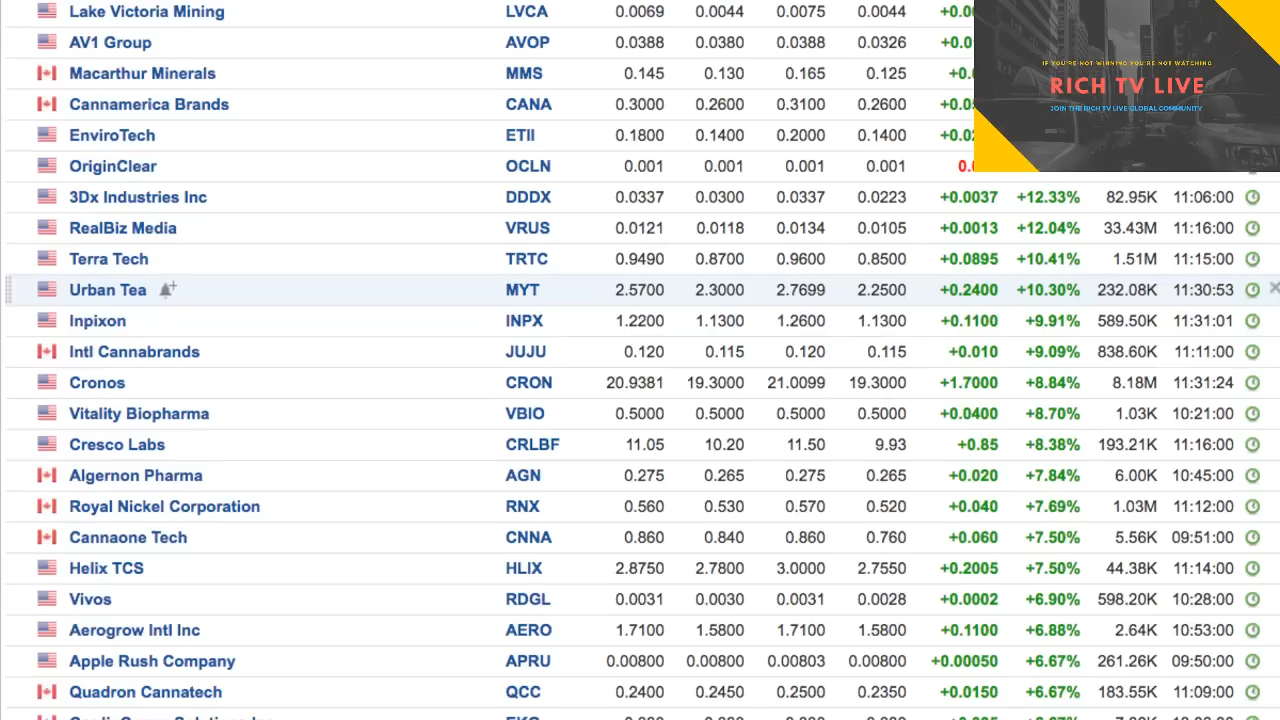 Lake Victoria Mining LVCA 0.0069 0.0044 0.0075 0.0044
AV1 Group AVOP 0.0388 0.0380 0.0388 0.0326
Macarthur Minerals MMS 0.145 0.130 0.165 0.125
Cannamerica Brands CANA 0.3000 0.2600 0.3100 0.2600
EnviroTech ETII 0.1800 0.1400 0.2000 0.1400
OriginClear OCLN 0.001 0.001 0.001 0.001
IF YOU'RE NOT WINNING YOU'RE NOT WATCHING
RICH TV LIVE
JOIN THE RICH TV LIVE GLOBAL COMMUNITY
3Dx Industries Inc DDDX 0.0337 0.0300 0.0337 0.0223 +0.0037 +12.33% 82.95K 11:06:00
RealBiz Media VRUS 0.0121 0.0118 0.0134 0.0105 +0.0013 +12.04% 33.43M 11:16:00
Terra Tech TRTC 0.9490 0.8700 0.9600 0.8500 +0.0895 +10.41% 1.51M 11:15:00
Urban Tea MYT 2.5700 2.3000 2.7699 2.2500 +0.2400 +10.30% 232.08K 11:30:53
Inpixon INPX 1.2200 1.1300 1.2600 1.1300 +0.1100 +9.91% 589.50K 11:31:01
Intl Cannabrands JUJU 0.120 0.115 0.120 0.115 +0.010 +9.09% 838.60K 11:11:00
Cronos CRON 20.9381 19.3000 21.0099 19.3000 +1.7000 +8.84% 8.18M 11:31:24
Vitality Biopharma VBIO 0.5000 0.5000 0.5000 0.5000 +0.0400 +8.70% 1.03K 10:21:00
Cresco Labs CRLBF 11.05 10.20 11.50 9.93 +0.85 +8.38% 193.21K 11:16:00
Algernon Pharma AGN 0.275 0.265 0.275 0.265 +0.020 +7.84% 6.00K 10:45:00
Royal Nickel Corporation RNX 0.560 0.530 0.570 0.520 +0.040 +7.69% 1.03M 11:12:00
Cannaone Tech CNNA 0.860 0.840 0.860 0.760 +0.060 +7.50% 5.56K 09:51:00
Helix TCS HLIX 2.8750 2.7800 3.0000 2.7550 +0.2005 +7.50% 44.38K 11:14:00
Vivos RDGL 0.0031 0.0030 0.0031 0.0028 +0.0002 +6.90% 598.20K 10:28:00
Aerogrow Intl Inc AERO 1.7100 1.5800 1.7100 1.5800 +0.1100 +6.88% 2.64K 10:53:00
Apple Rush Company APRU 0.00800 0.00800 0.00803 0.00800 +0.00050 +6.67% 261.26K 09:50:00
Quadron Cannatech QCC 0.2400 0.2450 0.2500 0.2350 +0.0150 +6.67% 183.55K 11:09:00